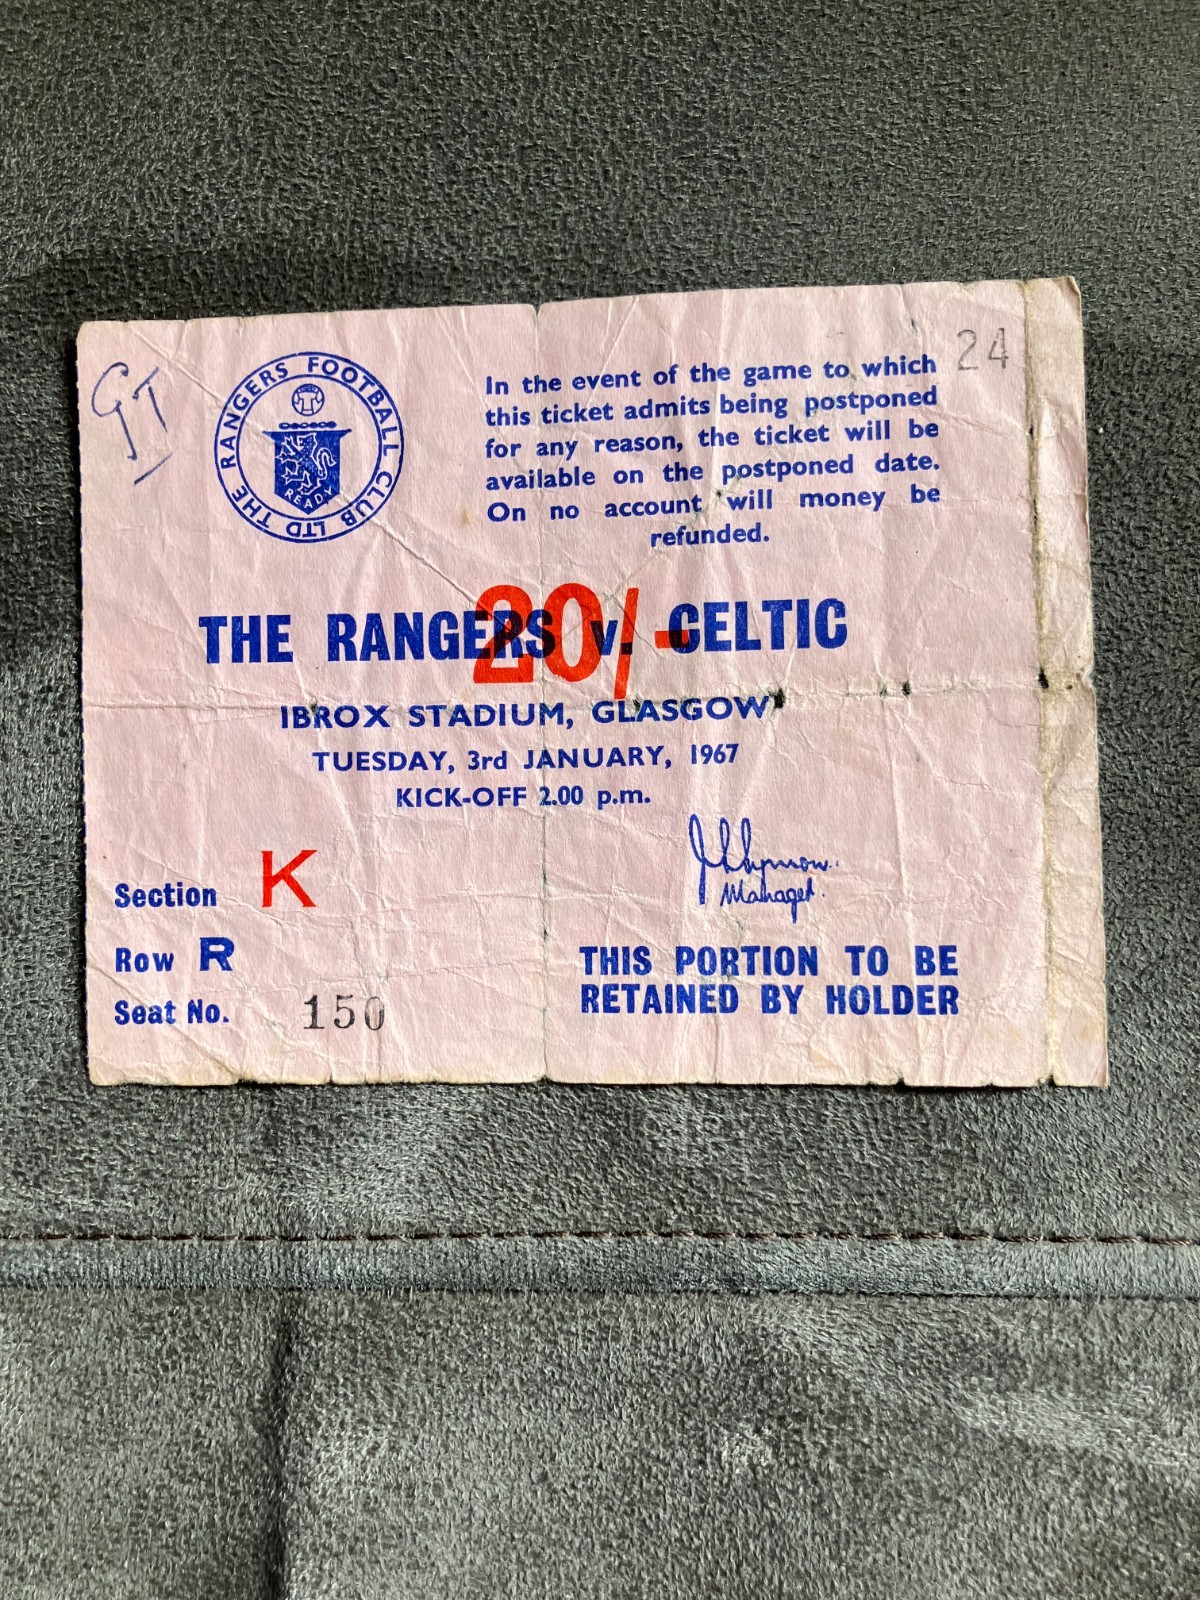 GT
THE RANGERS FOOTBALL CLUB LTD
READY
24
In the event of the game to which
this ticket admits being postponed
for any reason, the ticket will be
available on the postponed date.
On no account will money be
refunded.
20/-
THE RANGERS v. CELTIC
IBROX STADIUM, GLASGOW
TUESDAY, 3rd JANUARY, 1967
KICK-OFF 2.00 p.m.
Section K
Row R
Seat No. 150
Manager.
THIS PORTION TO BE
RETAINED BY HOLDER